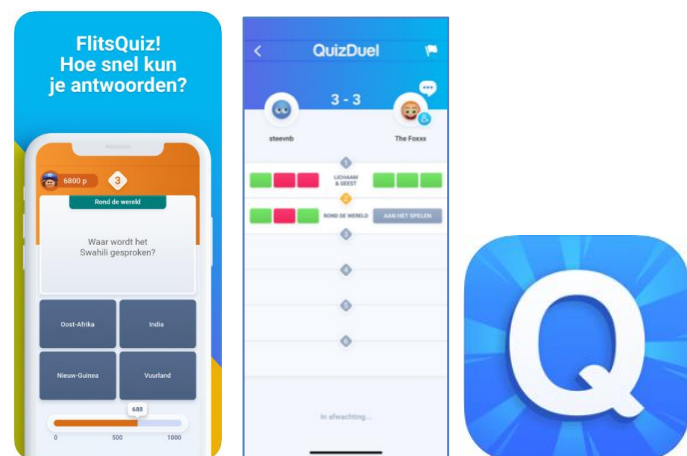 FlitsQuiz!
Hoe snel kun
je antwoorden?
6800 p
3
Rond de wereld
Waar wordt het
Swahili gesproken?
Oost-Afrika
India
Nieuw-Guinea
Vuurland
688
0 500 1000
QuizDuel
3 - 3
steevnb
The Foxxx
1
LICHAAM
& GEEST
2
ROND DE WERELD
AAN HET SPELEN
3
4
5
6
In afwachting...
Q